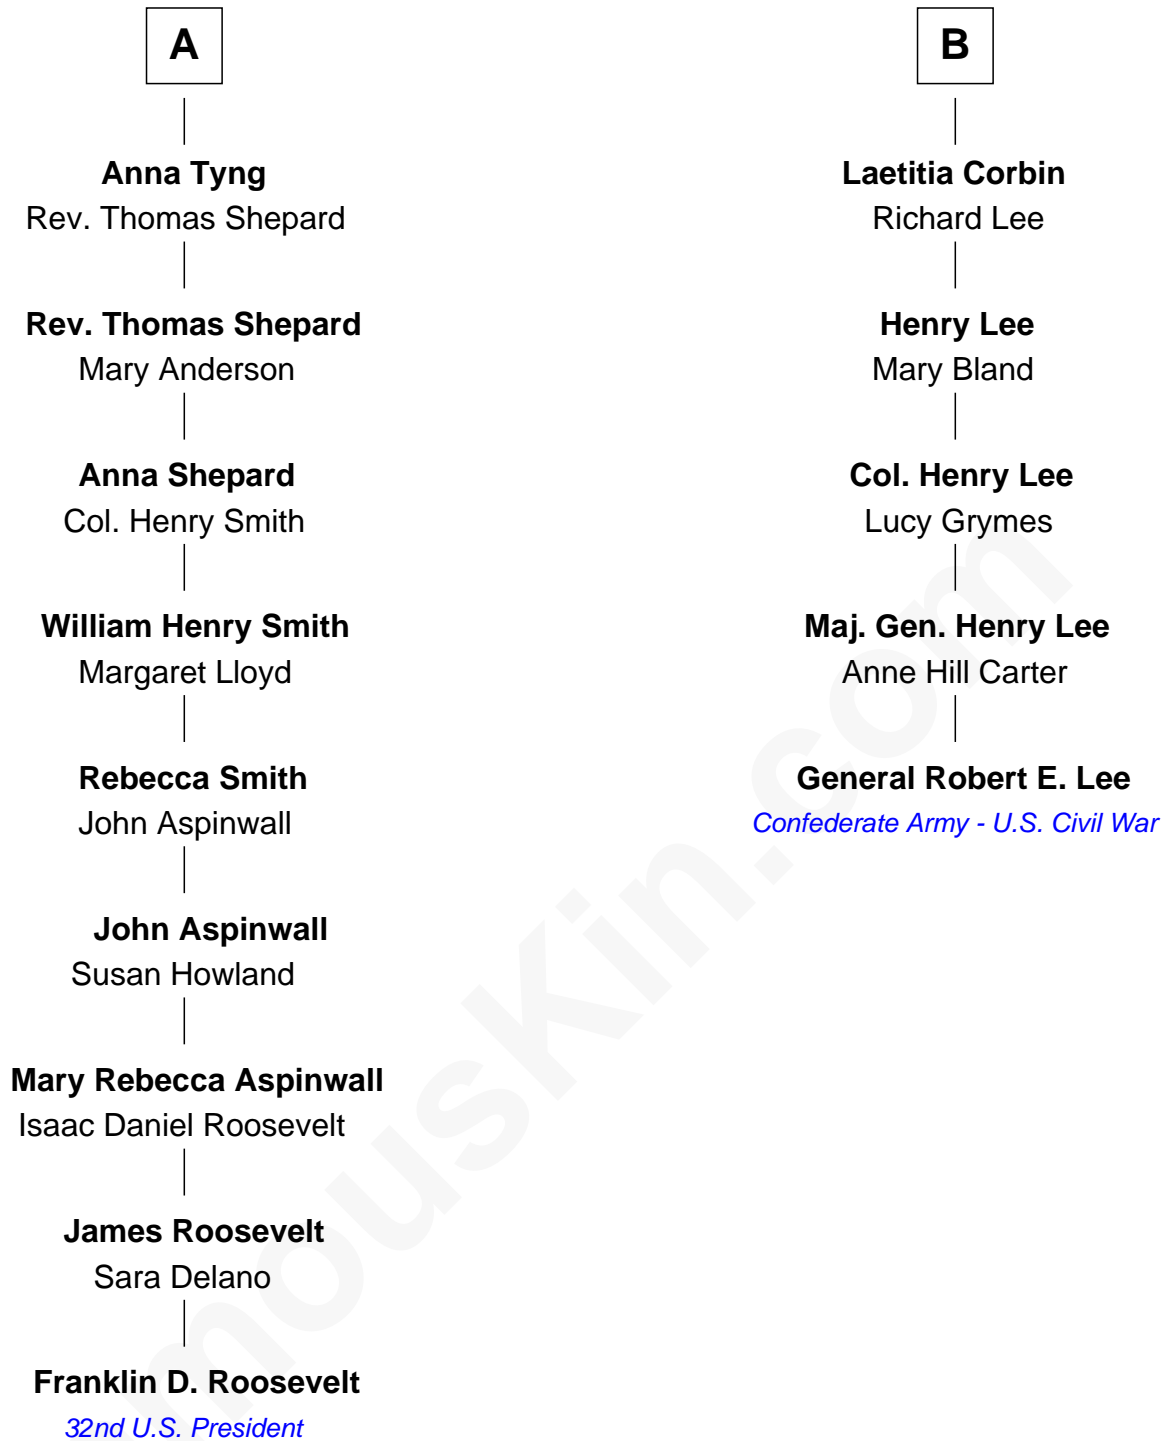 A
Anna Tyng
Rev. Thomas Shepard
Rev. Thomas Shepard
Mary Anderson
Anna Shepard
Col. Henry Smith
William Henry Smith
Margaret Lloyd
Rebecca Smith
John Aspinwall
John Aspinwall
Susan Howland
Mary Rebecca Aspinwall
Isaac Daniel Roosevelt
James Roosevelt
Sara Delano
Franklin D. Roosevelt
32nd U.S. President
B
Laetitia Corbin
Richard Lee
Henry Lee
Mary Bland
Col. Henry Lee
Lucy Grymes
Maj. Gen. Henry Lee
Anne Hill Carter
General Robert E. Lee
Confederate Army - U.S. Civil War
mouskin.com